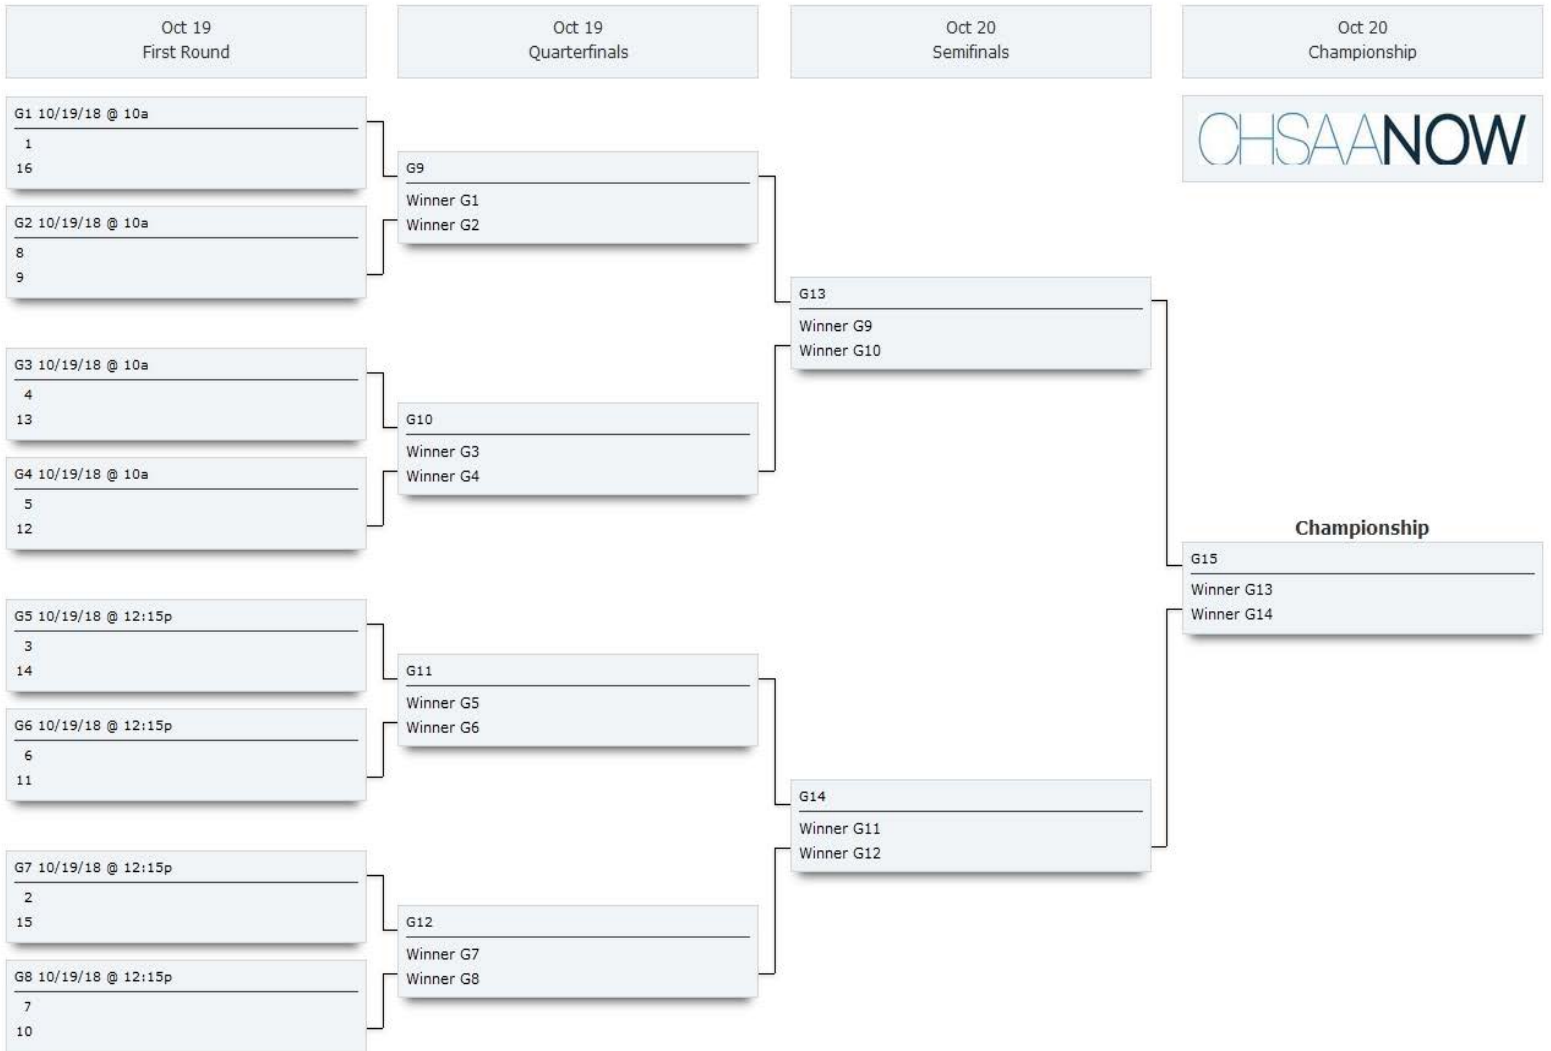 Oct 19
First Round
Oct 19
Quarterfinals
Oct 20
Semifinals
Oct 20
Championship
CHSAANOW
G1 10/19/18 @ 10a
1
16
G2 10/19/18 @ 10a
8
9
G3 10/19/18 @ 10a
4
13
G4 10/19/18 @ 10a
5
12
G5 10/19/18 @ 12:15p
3
14
G6 10/19/18 @ 12:15p
6
11
G7 10/19/18 @ 12:15p
2
15
G8 10/19/18 @ 12:15p
7
10
G9
Winner G1
Winner G2
G10
Winner G3
Winner G4
G11
Winner G5
Winner G6
G12
Winner G7
Winner G8
G13
Winner G9
Winner G10
G14
Winner G11
Winner G12
Championship
G15
Winner G13
Winner G14